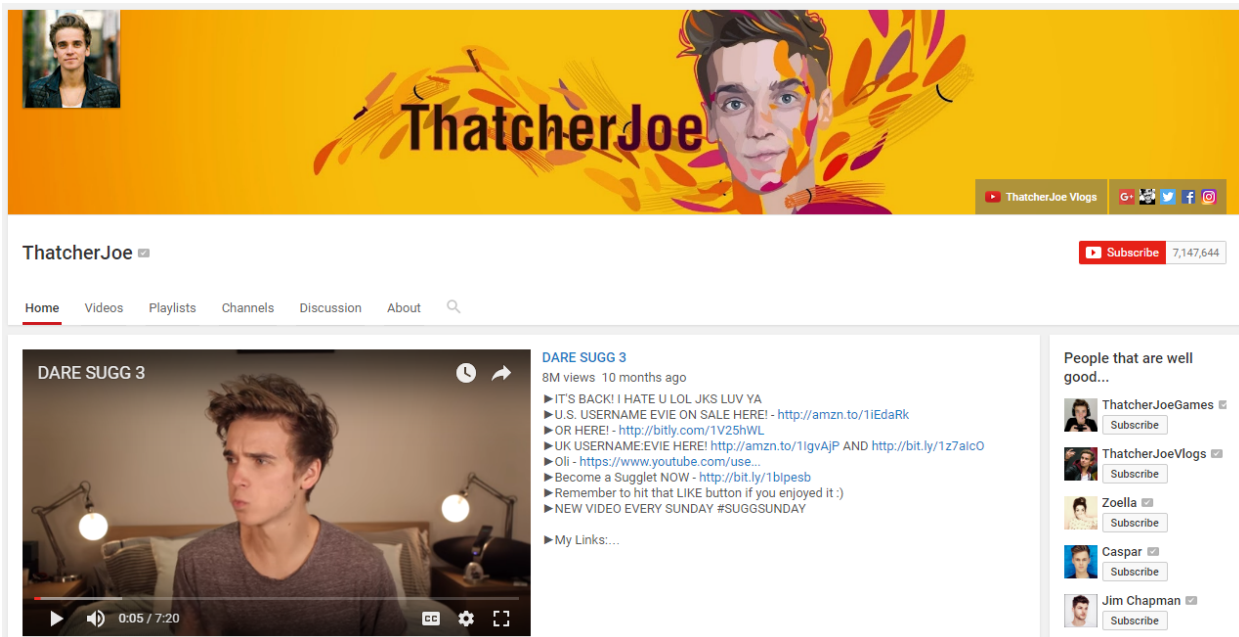 ThatcherJoe
ThatcherJoe Vlogs
G+
ThatcherJoe
Subscribe 7,147,644
Home Videos Playlists Channels Discussion About
DARE SUGG 3
0:05 / 7:20
CC
DARE SUGG 3
8M views 10 months ago
►IT'S BACK! I HATE U LOL JKS LUV YA
►U.S. USERNAME EVIE ON SALE HERE! - http://amzn.to/1iEdaRk
►OR HERE! - http://bitly.com/1V25hWL
►UK USERNAME:EVIE HERE! http://amzn.to/1IgvAjP AND http://bit.ly/1z7alcO
►Oli - https://www.youtube.com/use...
►Become a Sugglet NOW - http://bit.ly/1blpesb
►Remember to hit that LIKE button if you enjoyed it :)
►NEW VIDEO EVERY SUNDAY #SUGGSUNDAY
►My Links:...
People that are well
good...
ThatcherJoeGames
Subscribe
ThatcherJoeVlogs
Subscribe
Zoella
Subscribe
Caspar
Subscribe
Jim Chapman
Subscribe